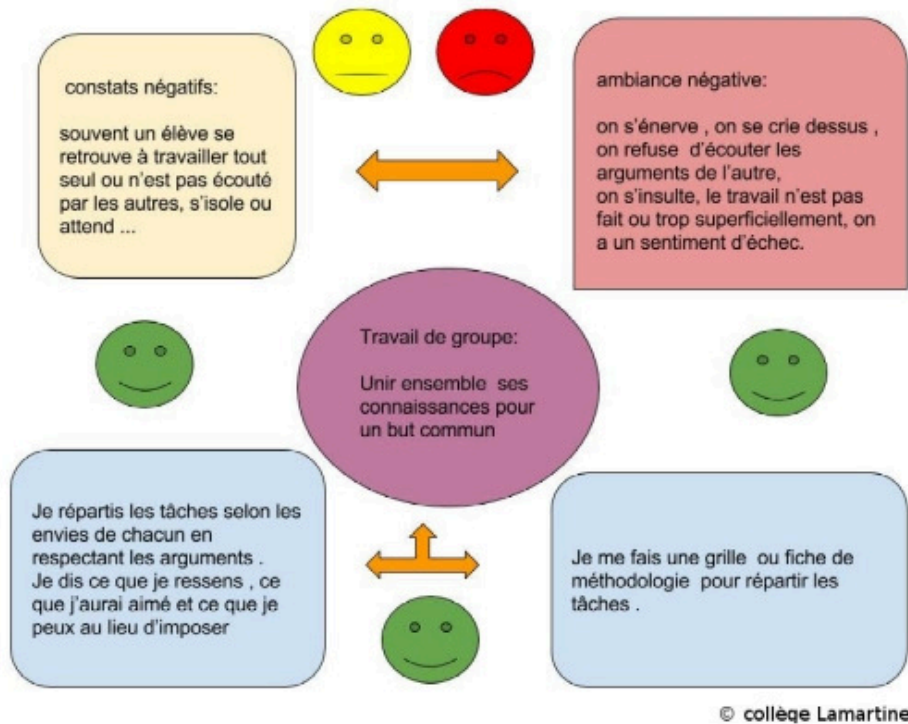 constats négatifs:
souvent un élève se
retrouve à travailler tout
seul ou n'est pas écouté
par les autres, s'isole ou
attend ...
ambiance négative:
on s'énerve , on se crie dessus ,
on refuse d'écouter les
arguments de l'autre,
on s'insulte, le travail n'est pas
fait ou trop superficiellement, on
a un sentiment d'échec.
Travail de groupe:
Unir ensemble ses
connaissances pour
un but commun
Je répartis les tâches selon les
envies de chacun en
respectant les arguments .
Je dis ce que je ressens , ce
que j'aurai aimé et ce que je
peux au lieu d'imposer
Je me fais une grille ou fiche de
méthodologie pour répartir les
tâches .
© collège Lamartine